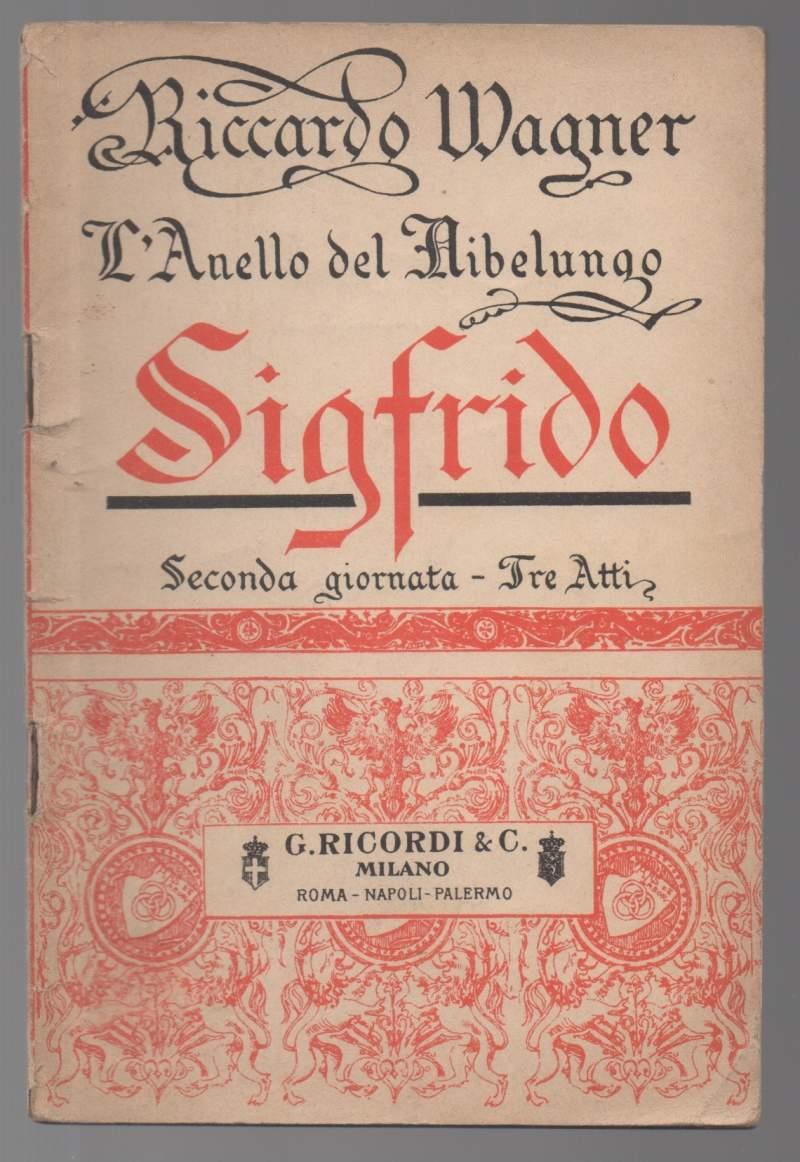 Riccardo Wagner
L'Anello del Nibelungo
Sigfrido
Seconda giornata - Tre Atti
G. RICORDI & C.
MILANO
ROMA - NAPOLI - PALERMO